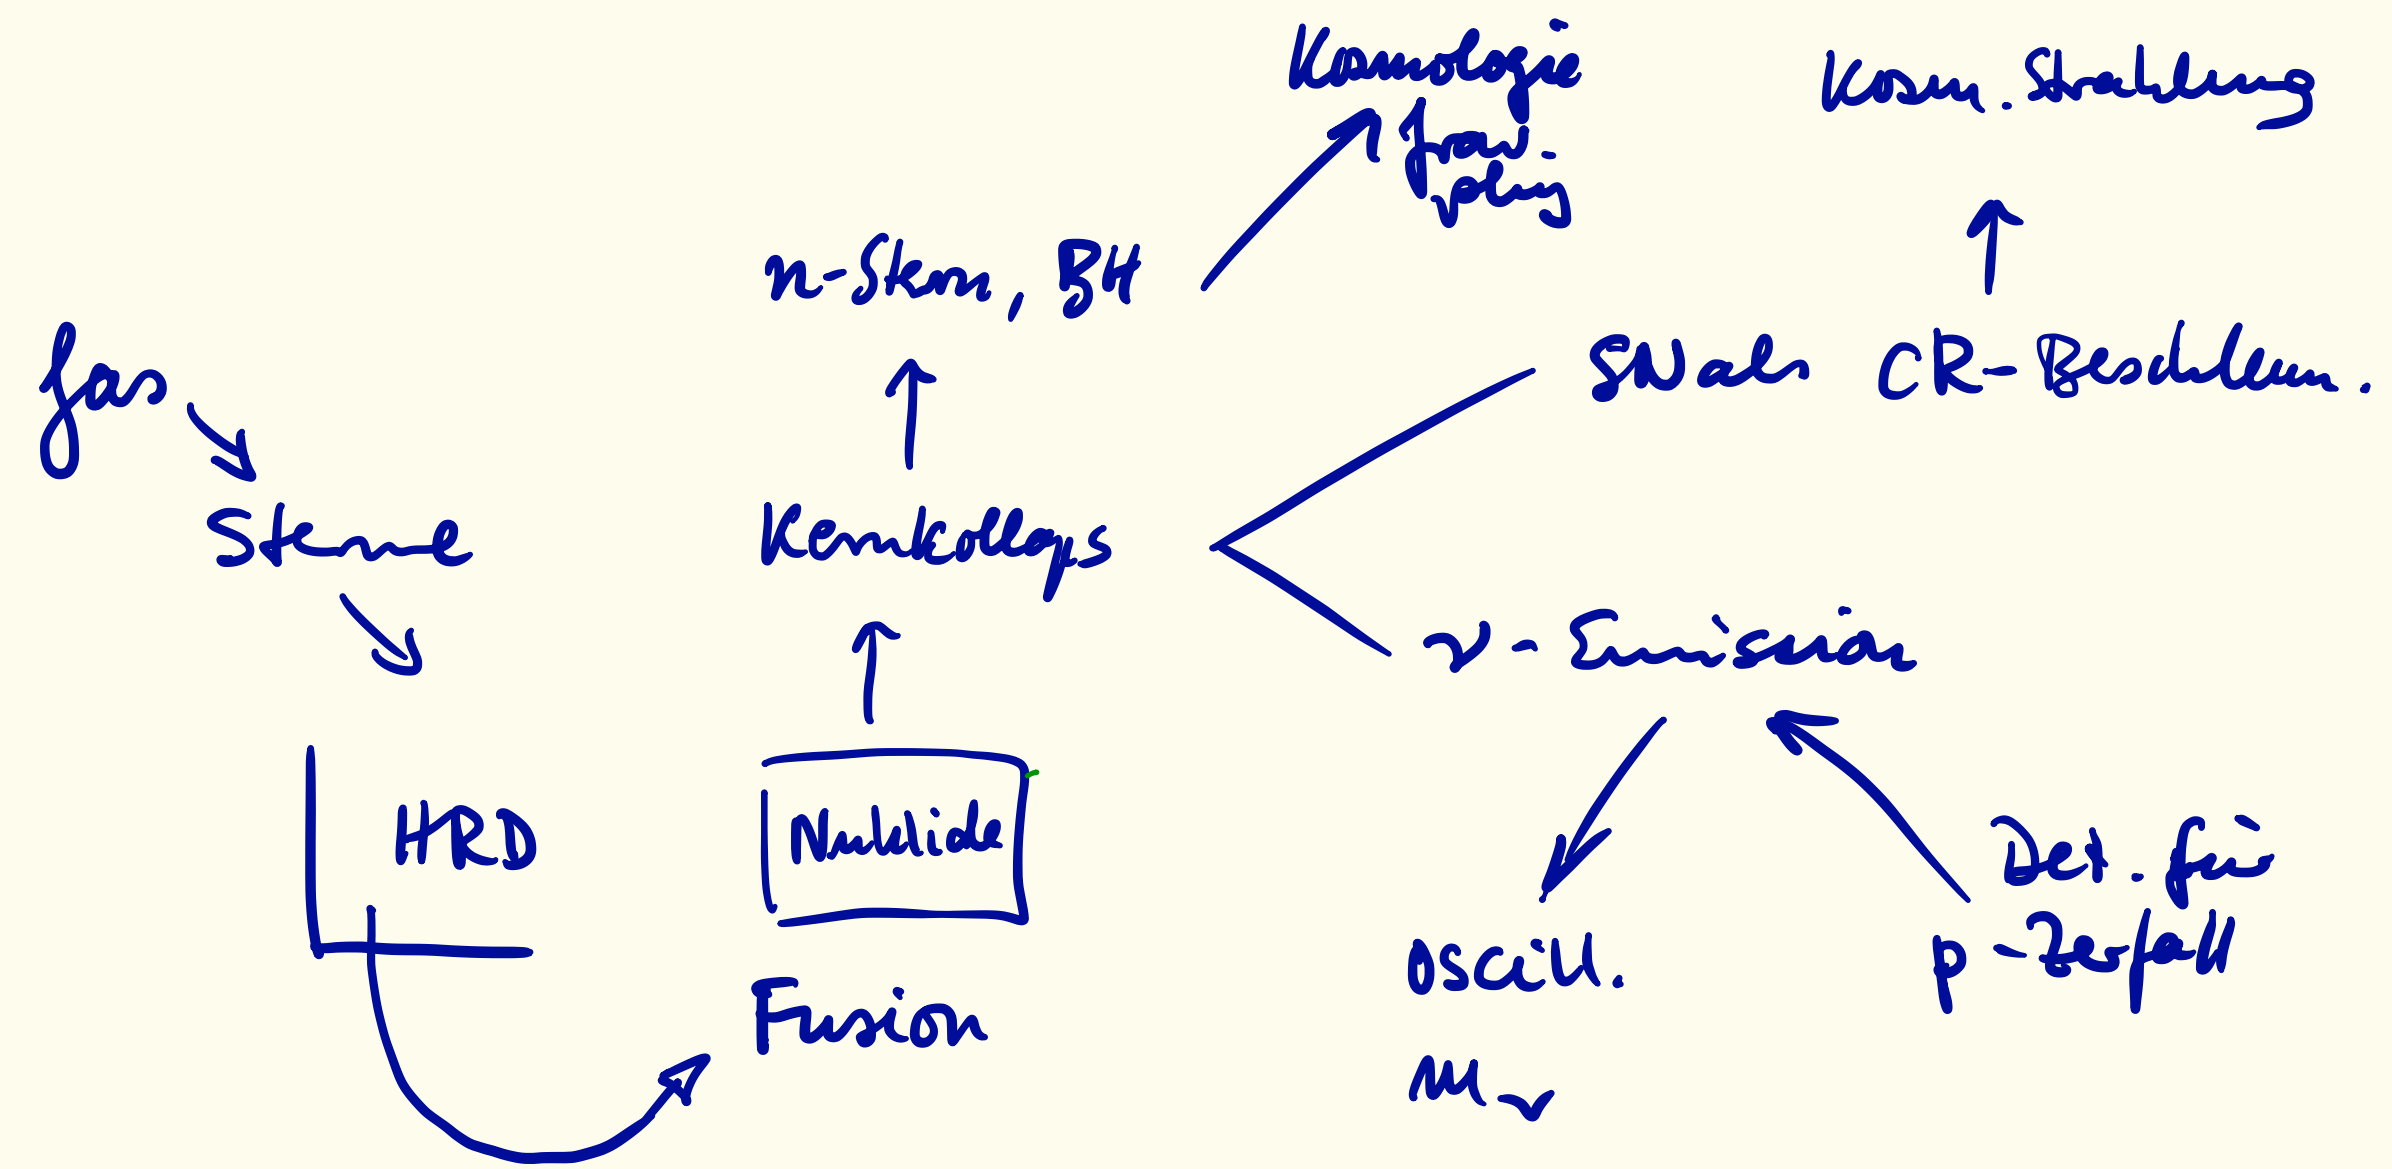 Gas
Sterne
HRD
Fusion
Nuklide
Kernkollaps
n-Stern, BH
Kosmologie
Grav.
phys
SN als CR-Beschleun.
Kosm. Strahlung
ν-Emission
oscill.
m_ν
Det. für
p-Zerfall